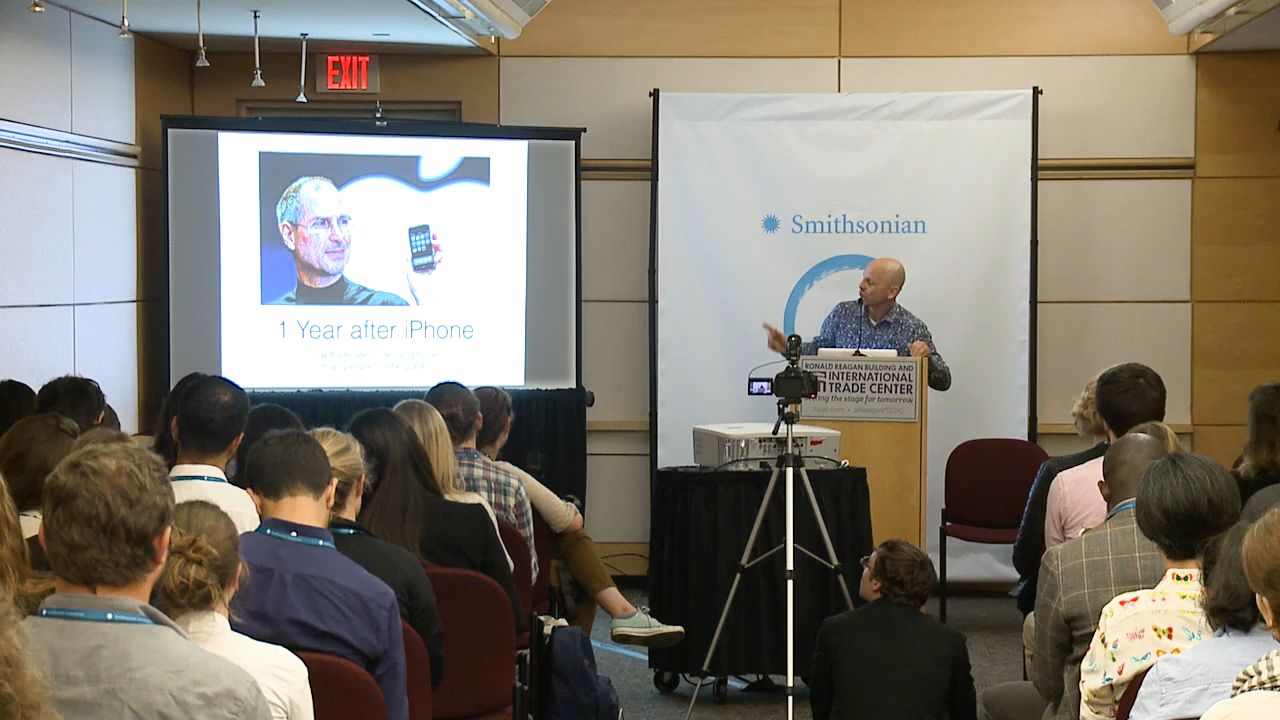 EXIT
1 Year after iPhone
Smithsonian
RONALD REAGAN BUILDING AND
INTERNATIONAL
TRADE CENTER
the stage for tomorrow